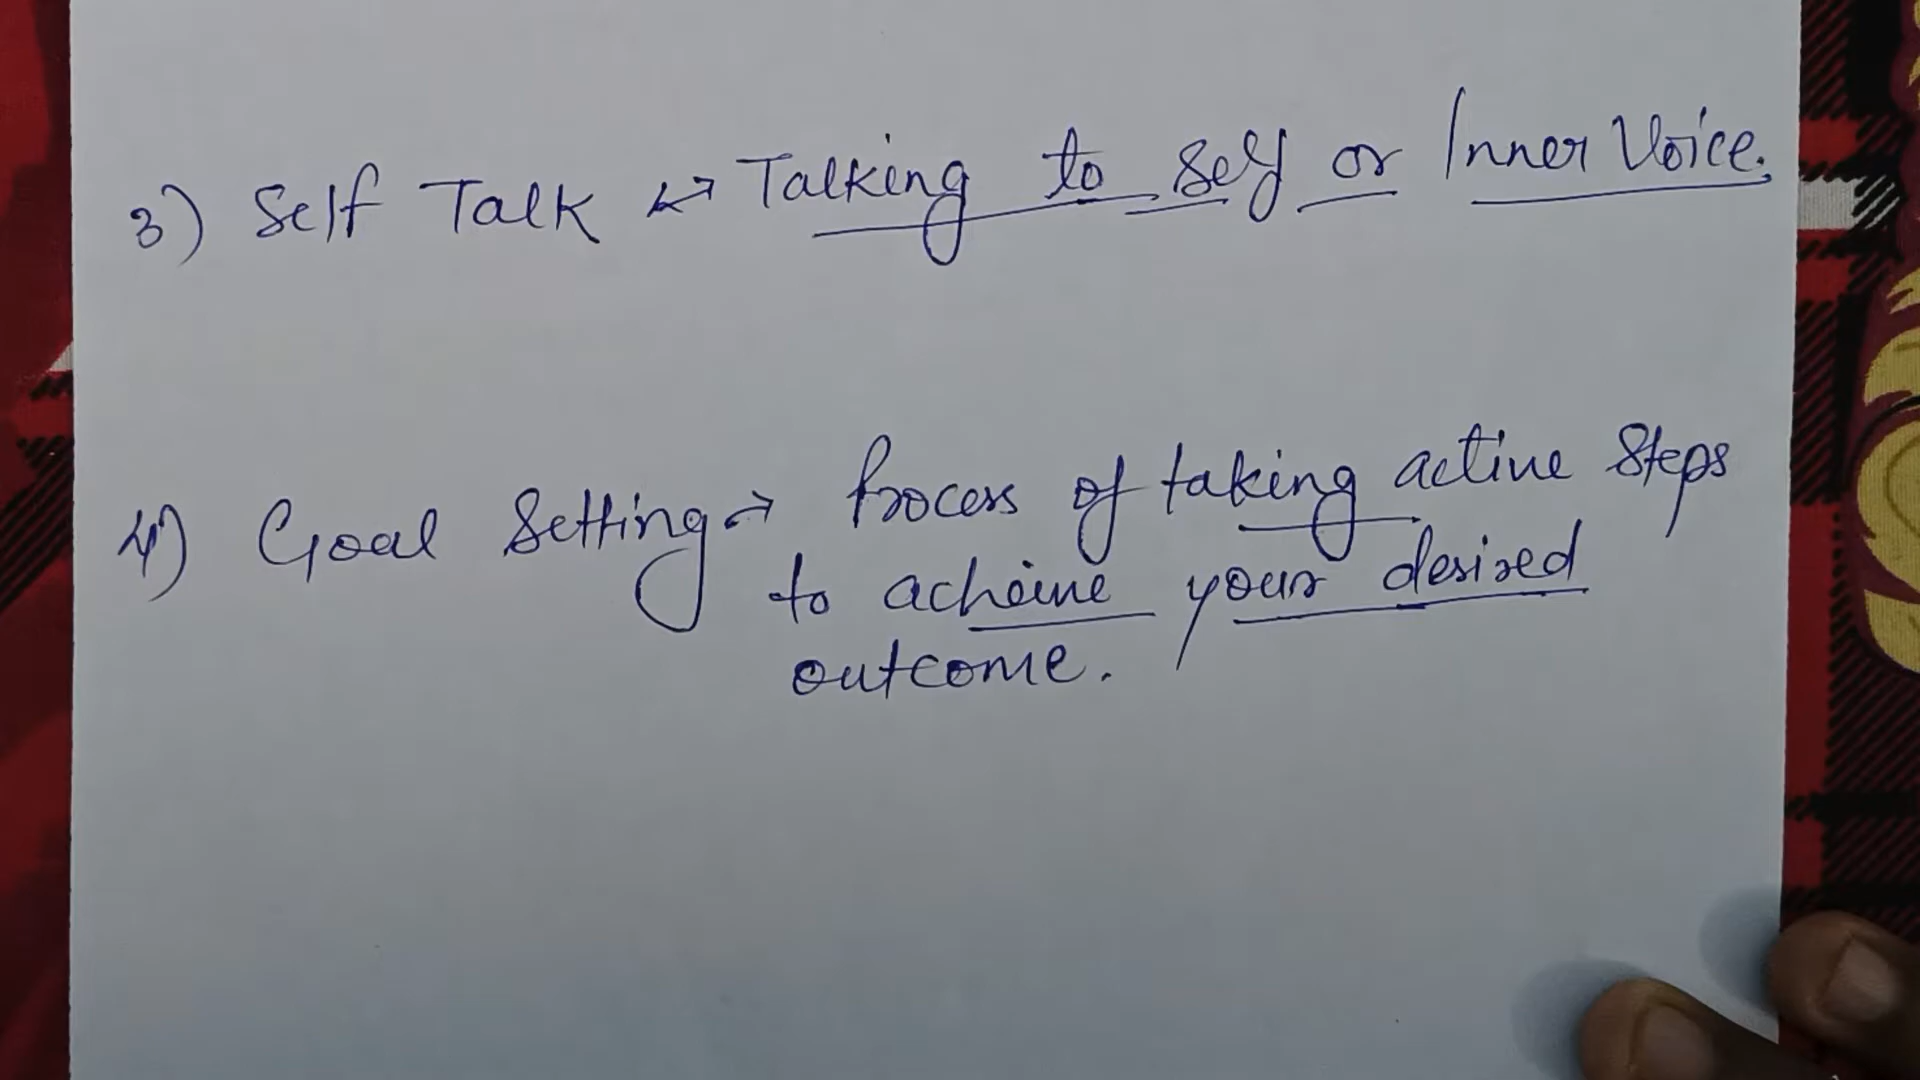 3) Self Talk ↔ Talking to self or Inner Voice.
4) Goal Setting → Process of taking active steps
to acheive your desired
outcome.